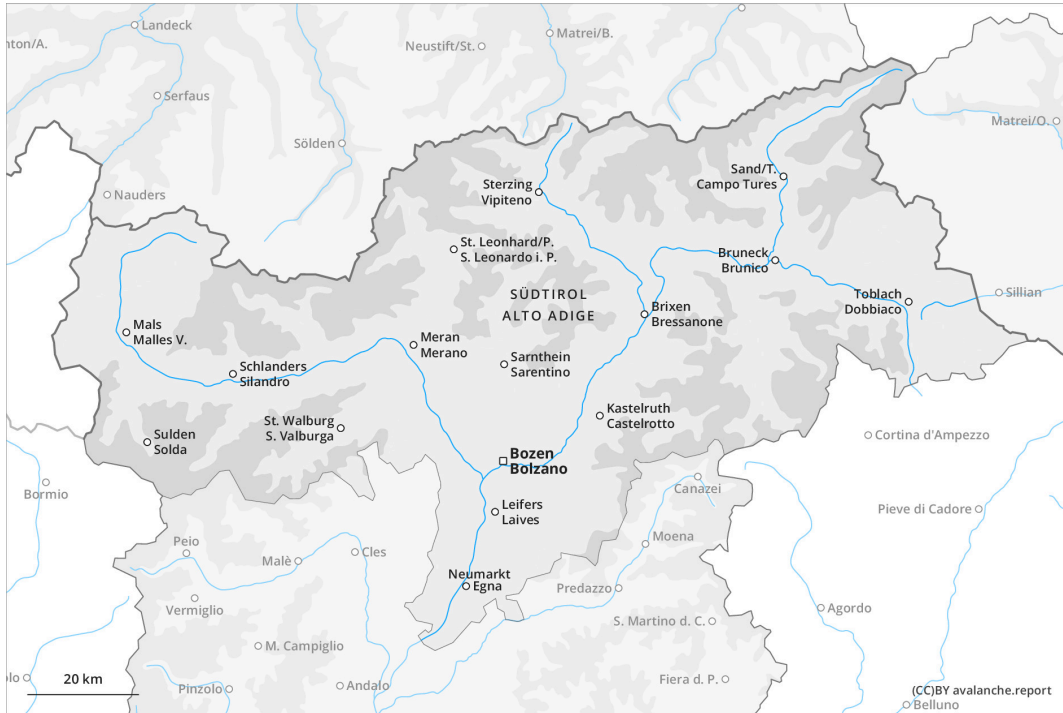 Landeck
nton/A.
Neustift/St.
Matrei/B.
Serfaus
Matrei/O.
Sölden
Sand/T.
Campo Tures
Sterzing
Vipiteno
Nauders
St. Leonhard/P.
S. Leonardo i. P.
Bruneck
Brunico
SÜDTIROL
ALTO ADIGE
Toblach
Dobbiaco
Sillian
Brixen
Bressanone
Mals
Malles V.
Meran
Merano
Sarnthein
Sarentino
Schlanders
Silandro
Kastelruth
Castelrotto
St. Walburg
S. Valburga
Sulden
Solda
Cortina d'Ampezzo
Bozen
Bolzano
Bormio
Canazei
Leifers
Laives
Pieve di Cadore
Moena
Peio
Cles
Malè
Neumarkt
Egna
Predazzo
Vermiglio
Agordo
S. Martino d. C.
M. Campiglio
olo
20 km
Pinzolo
Andalo
Fiera d. P.
(CC)BY avalanche.report
Belluno